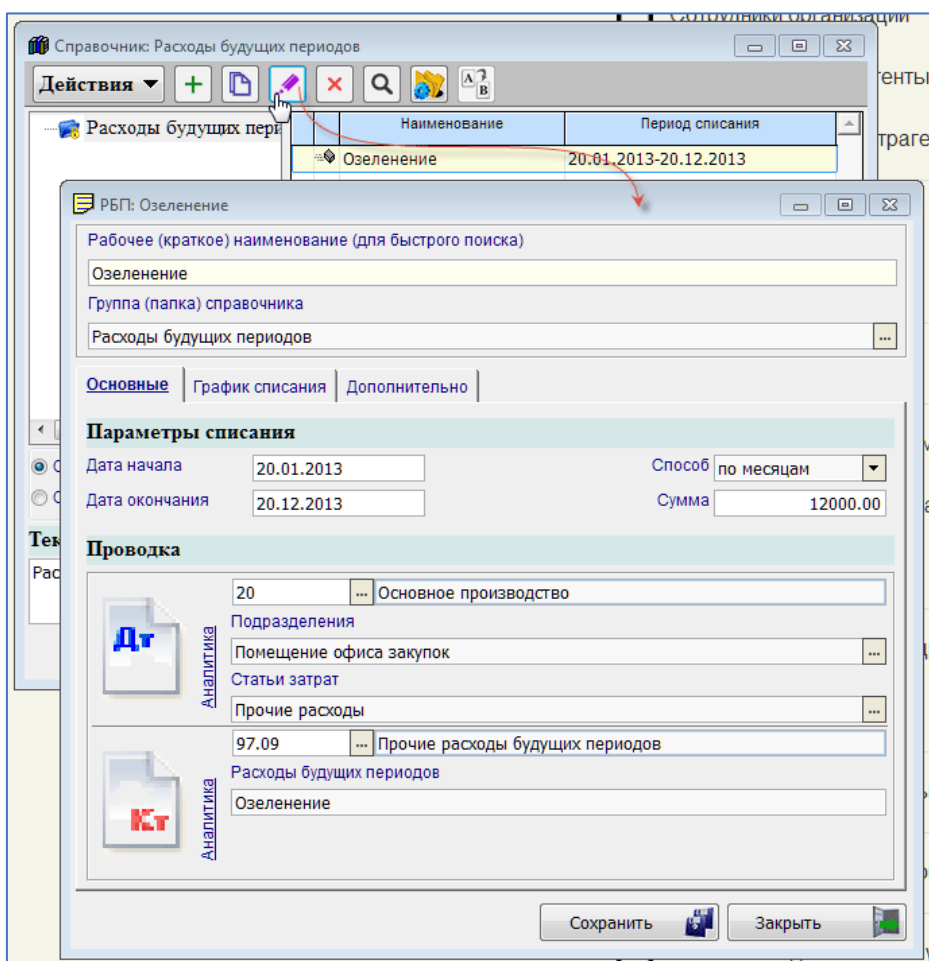 Сотрудники организации
Справочник: Расходы будущих периодов
Действия
A
B
Расходы будущих пери
Наименование
Период списания
Озеленение
20.01.2013-20.12.2013
РБП: Озеленение
Рабочее (краткое) наименование (для быстрого поиска)
Озеленение
Группа (папка) справочника
Расходы будущих периодов
...
Основные
График списания
Дополнительно
Параметры списания
Дата начала
20.01.2013
Способ
по месяцам
Дата окончания
20.12.2013
Сумма
12000.00
Тек
Рас
Проводка
Дт
Аналитика
20
...
Основное производство
Подразделения
Помещение офиса закупок
...
Статьи затрат
Прочие расходы
...
Кт
Аналитика
97.09
...
Прочие расходы будущих периодов
Расходы будущих периодов
Озеленение
Сохранить
Закрыть